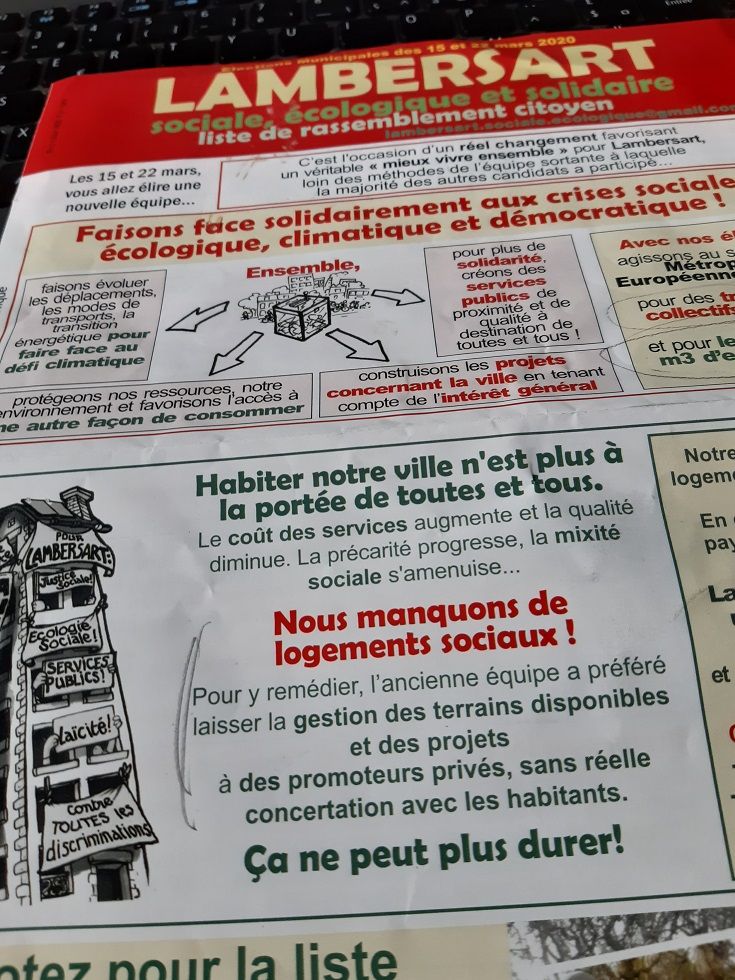 Elections Municipales des 15 et 22 mars 2020
LAMBERSART
sociale, écologique et solidaire
liste de rassemblement citoyen
lambersart.sociale.ecologique@gmail.co
Les 15 et 22 mars,
vous allez élire une
nouvelle équipe...
C'est l'occasion d'un réel changement favorisant
un véritable « mieux vivre ensemble » pour Lambersart,
loin des méthodes de l'équipe sortante à laquelle
la majorité des autres candidats a participé...
Faisons face solidairement aux crises sociale
écologique, climatique et démocratique !
Ensemble,
faisons évoluer
les déplacements,
les modes de
transports, la
transition
énergétique pour
faire face au
défi climatique
pour plus de
solidarité,
créons des
services
publics de
proximité et de
qualité à
destination de
toutes et tous !
Avec nos é
agissons au s
Métrop
Européenn
pour des tr
collectifs
et pour le
m3 d'e
protégeons nos ressources, notre
environnement et favorisons l'accès à
ne autre façon de consommer
construisons les projets
concernant la ville en tenant
compte de l'intérêt général
Habiter notre ville n'est plus à
la portée de toutes et tous.
Le coût des services augmente et la qualité
diminue. La précarité progresse, la mixité
sociale s'amenuise...
Nous manquons de
logements sociaux !
Pour y remédier, l'ancienne équipe a préféré
laisser la gestion des terrains disponibles
et des projets
à des promoteurs privés, sans réelle
concertation avec les habitants.
Ça ne peut plus durer!
POUR
LAMBERSART:
Justice
Sociale!
Ecologie
Sociale!
SERVICES
PUBLICS!
Laïcité!
contre
TOUTES les
discriminations
Notre
logem
En
pay
La
et
otez pour la liste